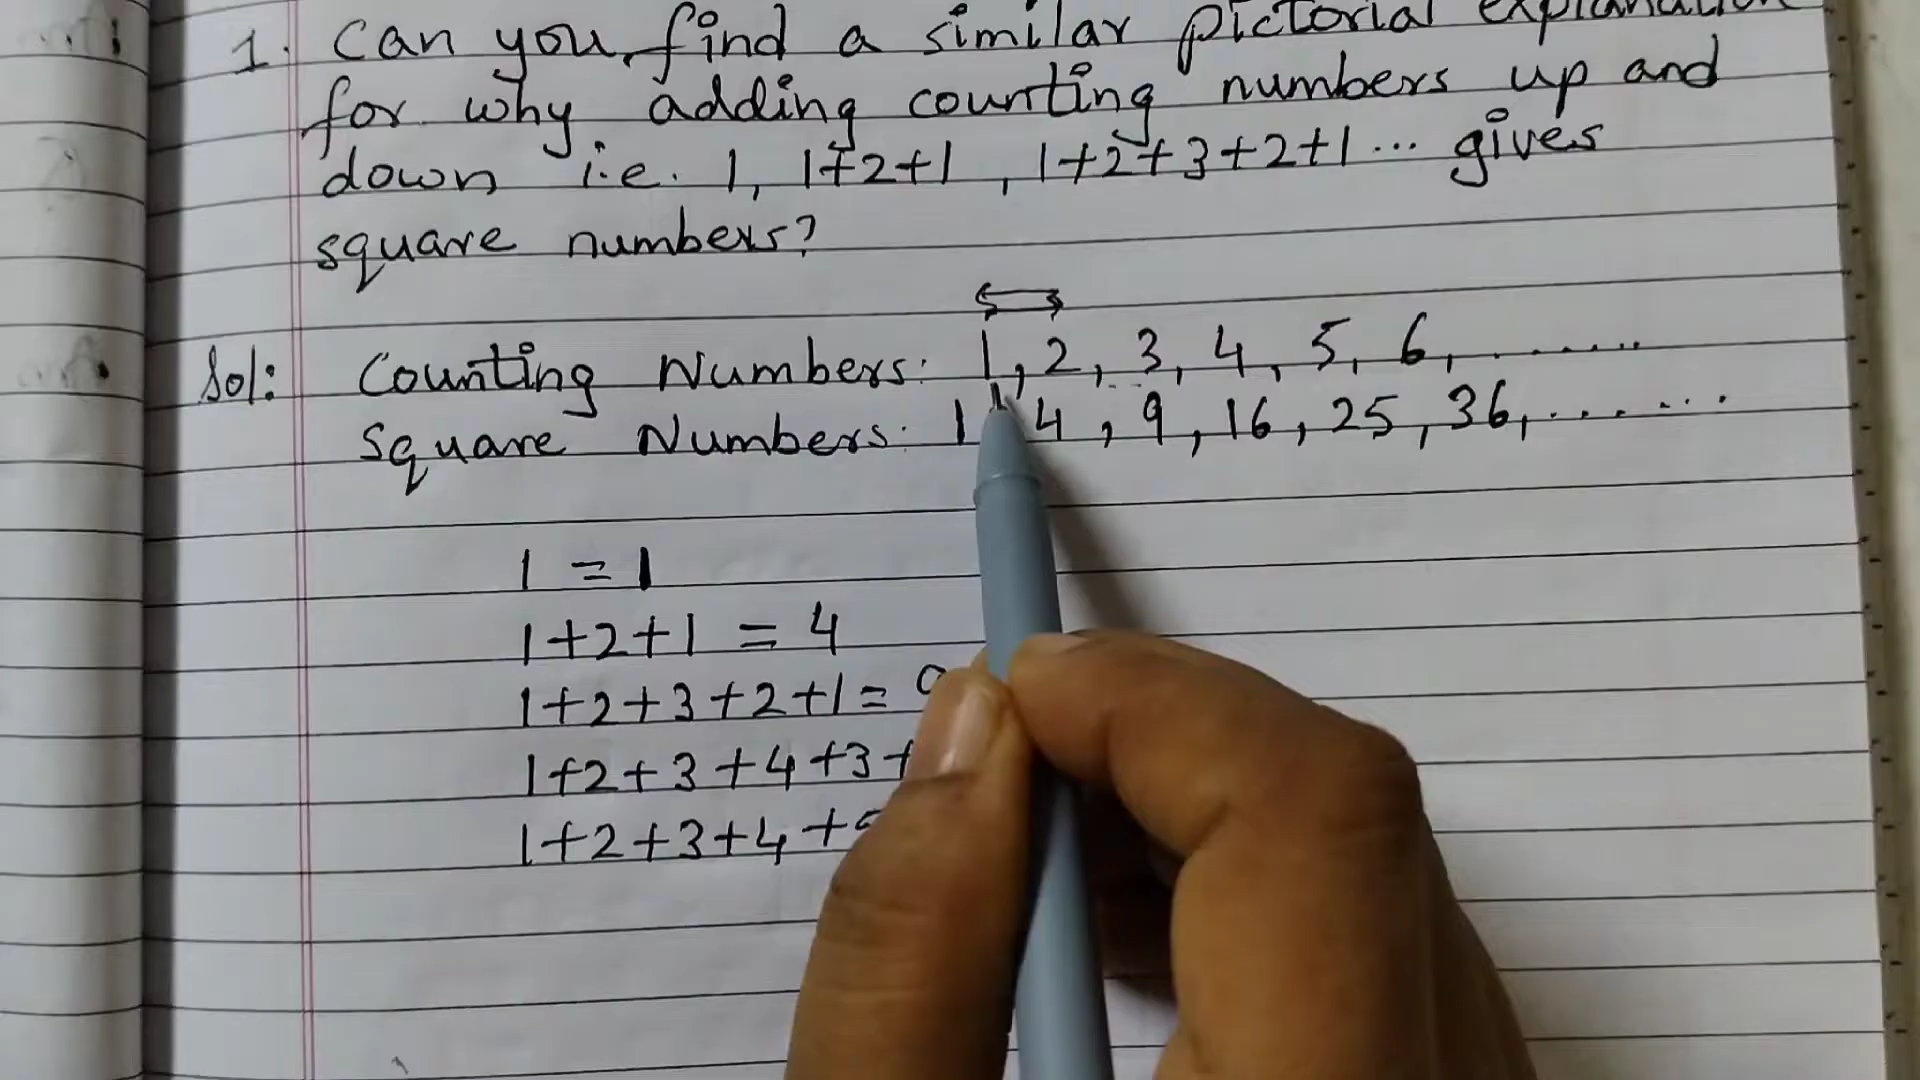 1. Can you find a similar pictorial explanation
for why adding counting numbers up and
down i.e. 1, 1+2+1, 1+2+3+2+1... gives
square numbers?
Sol: Counting Numbers: 1, 2, 3, 4, 5, 6, .......
Square Numbers: 1 4, 9, 16, 25, 36, .......
1 = 1
1+2+1 = 4
1+2+3+2+1 = 9
1+2+3+4+3+
1+2+3+4+5